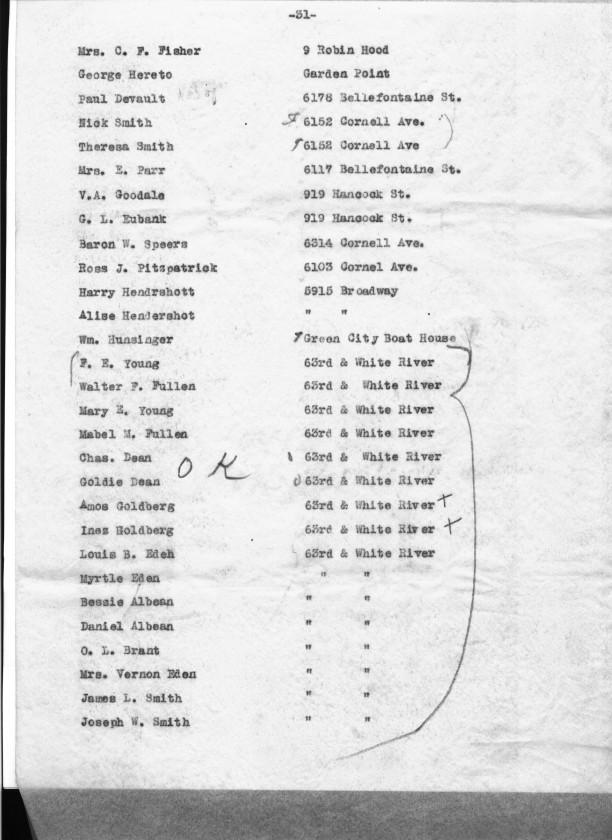 -31-
Mrs. C. F. Fisher 9 Robin Hood
George Hereto Garden Point
Paul Devault 6178 Bellefontaine St.
Nick Smith 6152 Cornell Ave.
Theresa Smith 6152 Cornell Ave
Mrs. E. Parr 6117 Bellefontaine St.
V.A. Goodale 919 Hancock St.
G. L. Eubank 919 Hancock St.
Baron W. Speers 6314 Cornell Ave.
Ross J. Pitzpatrick 6103 Cornel Ave.
Harry Hendrshott 5915 Broadway
Alise Hendershot " "
Wm. Hunsinger Green City Boat House
F. E. Young 63rd & White River
Walter F. Fullen 63rd & White River
Mary E. Young 63rd & White River
Mabel M. Fullen 63rd & White River
Chas. Dean 63rd & White River
OK
Goldie Dean 63rd & White River
Amos Goldberg 63rd & White River +
Inez Holdberg 63rd & White River +
Louis B. Eden 63rd & White River
Myrtle Eden " "
Bessie Albean " "
Daniel Albean " "
O. L. Brant " "
Mrs. Vernon Eden " "
James L. Smith " "
Joseph W. Smith " "